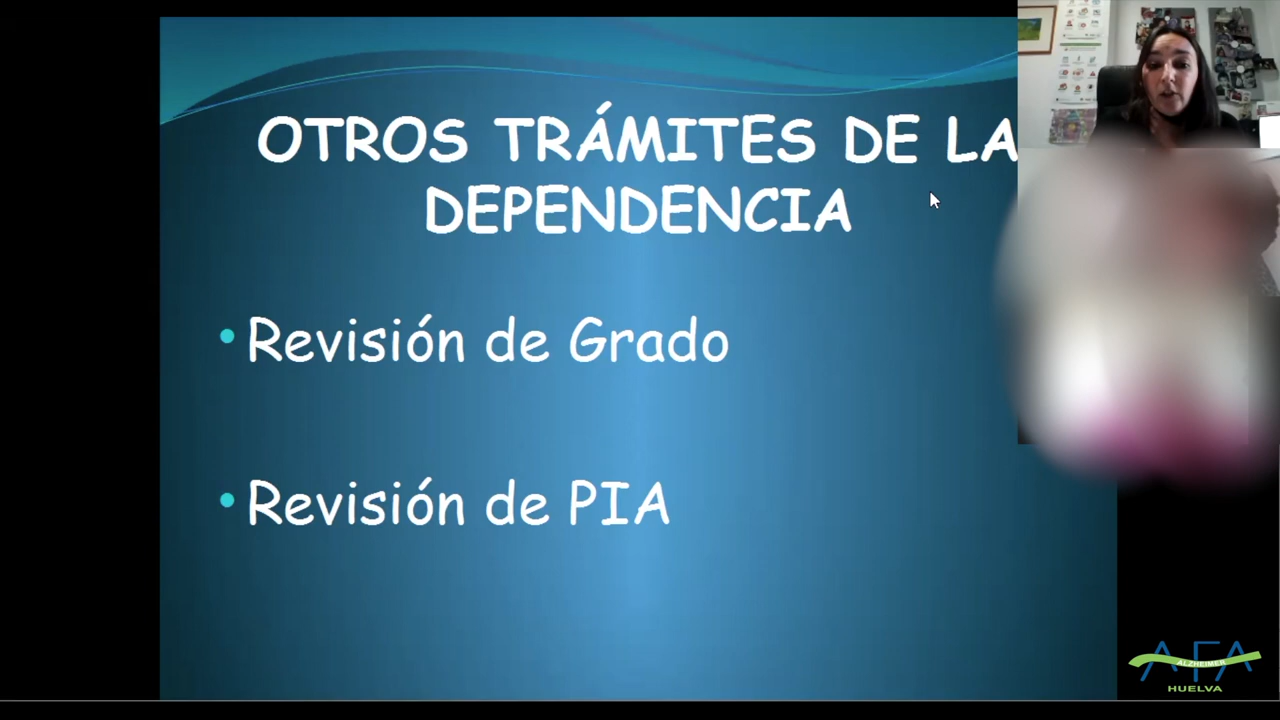 OTROS TRÁMITES DE LA
DEPENDENCIA
• Revisión de Grado
• Revisión de PIA
AFA
ALZHEIMER
HUELVA